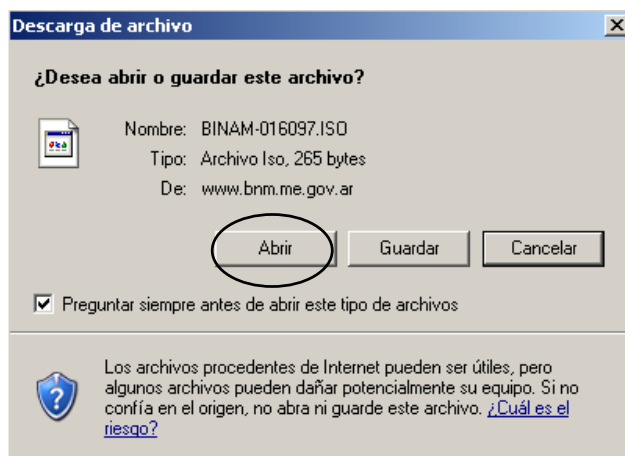 Descarga de archivo
¿Desea abrir o guardar este archivo?
Nombre: BINAM-016097.ISO
Tipo: Archivo Iso, 265 bytes
De: www.bnm.me.gov.ar
Abrir Guardar Cancelar
Preguntar siempre antes de abrir este tipo de archivos
Los archivos procedentes de Internet pueden ser útiles, pero
algunos archivos pueden dañar potencialmente su equipo. Si no
confía en el origen, no abra ni guarde este archivo. ¿Cuál es el
riesgo?